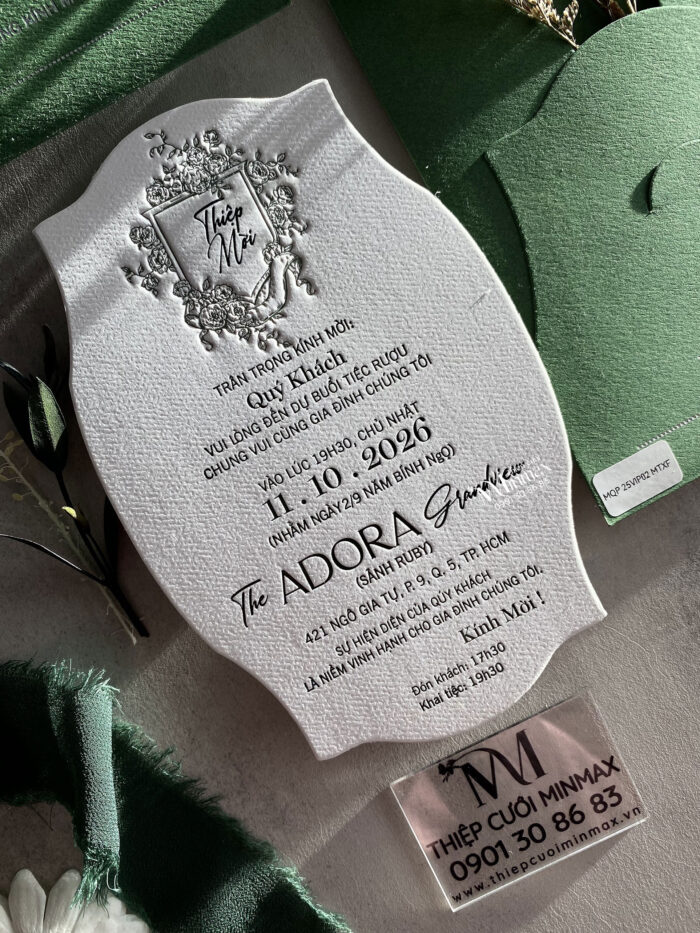 Thiệp
Mời
TRÂN TRỌNG KÍNH MỜI:
Quý Khách
VUI LÒNG ĐẾN DỰ BUỔI TIỆC RƯỢU
CHUNG VUI CÙNG GIA ĐÌNH CHÚNG TÔI
VÀO LÚC 19H30, CHỦ NHẬT
11 . 10 . 2026
(NHẰM NGÀY 2/9 NĂM BÍNH NGỌ)
The ADORA Grandview
(SẢNH RUBY)
421 NGÔ GIA TỰ, P. 9, Q. 5, TP. HCM
SỰ HIỆN DIỆN CỦA QÚY KHÁCH
LÀ NIỀM VINH HẠNH CHO GIA ĐÌNH CHÚNG TÔI.
Kính Mời !
Đón khách: 17h30
Khai tiệc: 19h30
MQP 25VIP02 MTXF
THIỆP CƯỚI MINMAX
0901 30 86 83
www.thiepcuoiminmax.vn